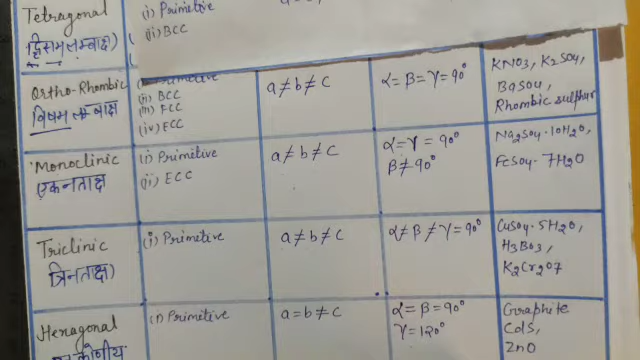 Tetragonal
(i) Primitive
(ii) BCC
Ortho-Rhombic
(ii) BCC
(iii) FCC
(iv) ECC
a ≠ b ≠ c
α = β = γ = 90°
KNO3, K2SO4,
BaSO4,
Rhombic sulphur
Monoclinic
एकनताक्ष
(i) Primitive
(ii) ECC
a ≠ b ≠ c
α = γ = 90°
β ≠ 90°
Na2SO4·10H2O,
FeSO4·7H2O
Triclinic
त्रिनताक्ष)
(i) Primitive
a ≠ b ≠ c
α ≠ β ≠ γ = 90°
CuSO4·5H2O,
H3BO3,
K2Cr2O7
Hexagonal
(i) Primitive
a = b ≠ c
α = β = 90°
γ = 120°
Graphite
CdS,
ZnO